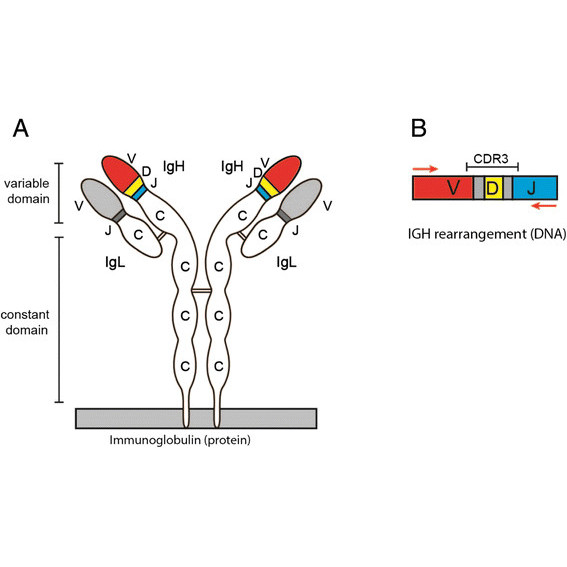 A
B
V
D
J
IgH
IgH
V
D
J
CDR3
variable
domain
V
C
C
V
V
D
J
J
C
C
J
IGH rearrangement (DNA)
IgL
C
C
IgL
constant
domain
C
C
C
C
Immunoglobulin (protein)